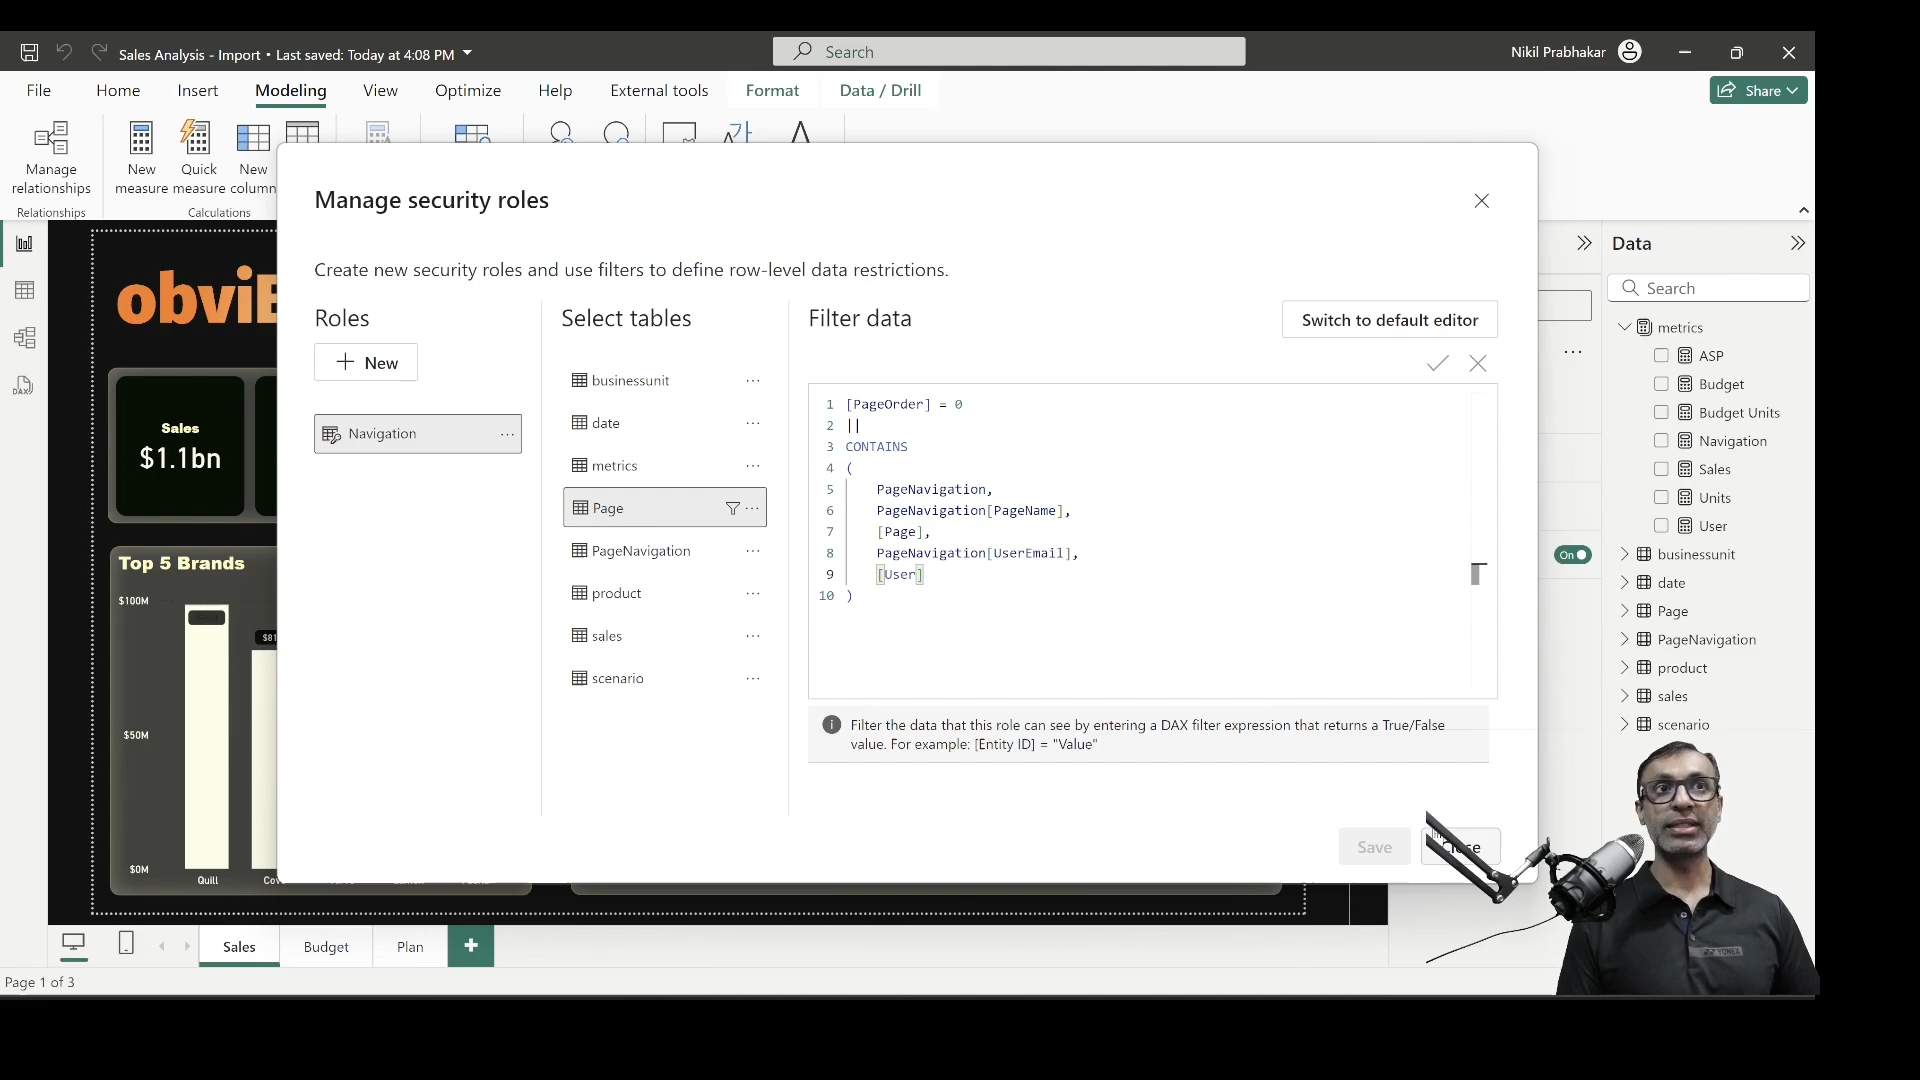 Sales Analysis - Import • Last saved: Today at 4:08 PM
Search
Nikil Prabhakar
File
Home
Insert
Modeling
View
Optimize
Help
External tools
Format
Data / Drill
Share
Manage
relationships
New
measure
Quick
measure
New
column
Relationships
Calculations
Manage security roles
Create new security roles and use filters to define row-level data restrictions.
Roles
New
Navigation
Select tables
businessunit
date
metrics
Page
PageNavigation
product
sales
scenario
Filter data
Switch to default editor
1 [PageOrder] = 0
2 ||
3 CONTAINS
4 (
5 PageNavigation,
6 PageNavigation[PageName],
7 [Page],
8 PageNavigation[UserEmail],
9 [User]
10 )
Filter the data that this role can see by entering a DAX filter expression that returns a True/False
value. For example: [Entity ID] = "Value"
Save
Close
Data
Search
metrics
ASP
Budget
Budget Units
Navigation
Sales
Units
User
businessunit
date
Page
PageNavigation
product
sales
scenario
On
DAX
Sales
$1.1bn
Top 5 Brands
$100M
$50M
$0M
Quill
YONEX
Sales
Budget
Plan
Page 1 of 3